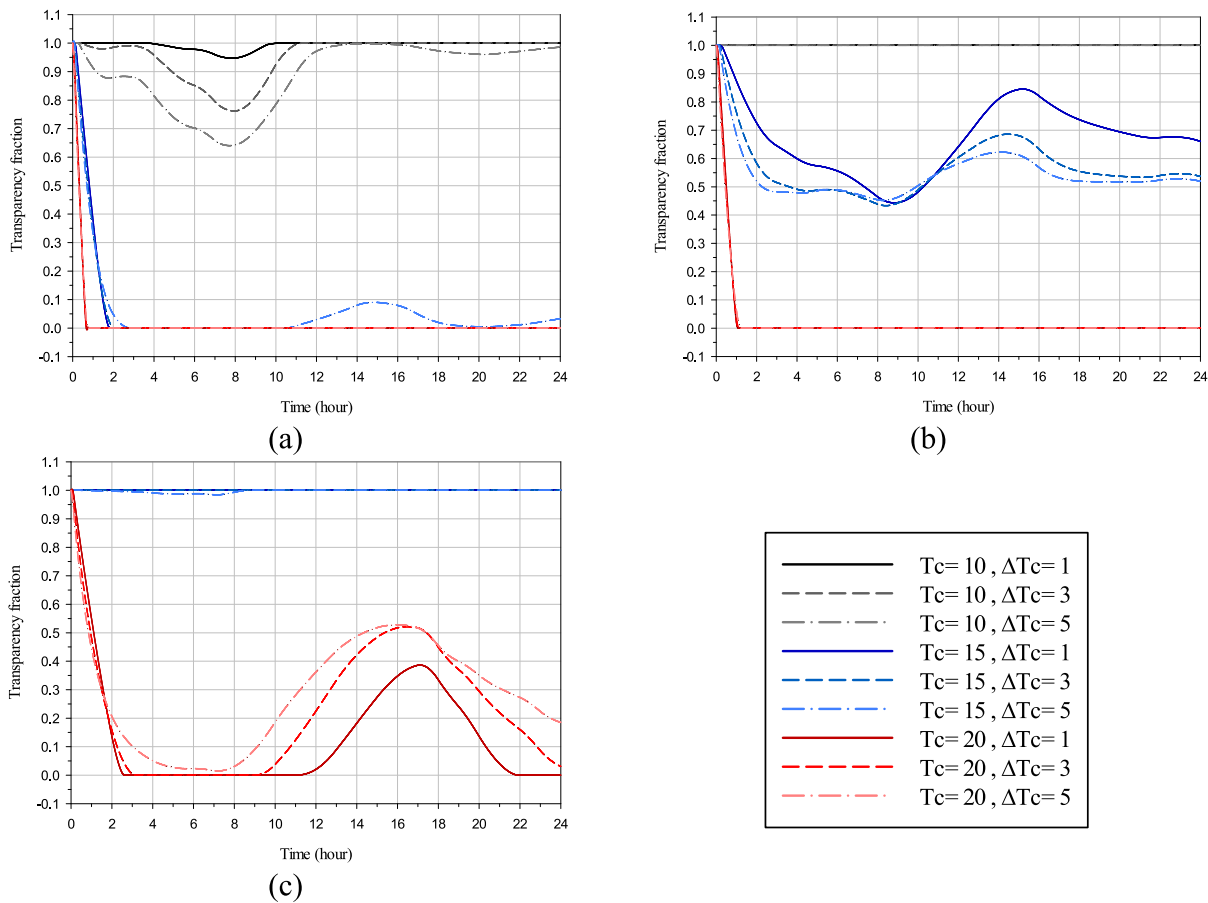 1.1
1.0
0.9
0.8
0.7
0.6
0.5
0.4
0.3
0.2
0.1
0.0
-0.1
Transparency fraction
0 2 4 6 8 10 12 14 16 18 20 22 24
Time (hour)
(a)
1.1
1.0
0.9
0.8
0.7
0.6
0.5
0.4
0.3
0.2
0.1
0.0
-0.1
Transparency fraction
0 2 4 6 8 10 12 14 16 18 20 22 24
Time (hour)
(b)
1.1
1.0
0.9
0.8
0.7
0.6
0.5
0.4
0.3
0.2
0.1
0.0
-0.1
Transparency fraction
0 2 4 6 8 10 12 14 16 18 20 22 24
Time (hour)
(c)
Tc= 10 , ΔTc= 1
Tc= 10 , ΔTc= 3
Tc= 10 , ΔTc= 5
Tc= 15 , ΔTc= 1
Tc= 15 , ΔTc= 3
Tc= 15 , ΔTc= 5
Tc= 20 , ΔTc= 1
Tc= 20 , ΔTc= 3
Tc= 20 , ΔTc= 5